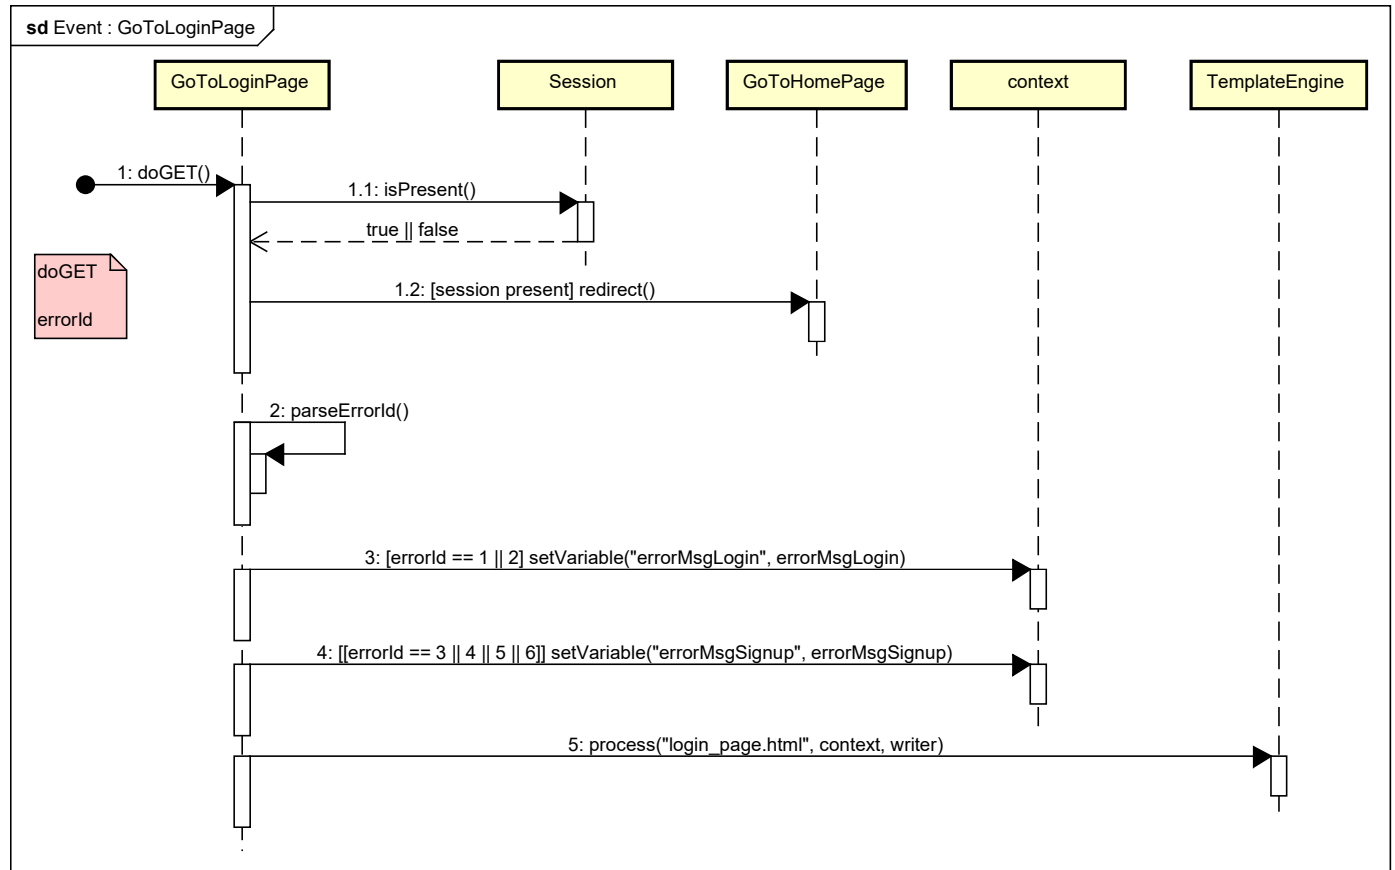 sd Event : GoToLoginPage
GoToLoginPage
Session
GoToHomePage
context
TemplateEngine
1: doGET()
1.1: isPresent()
true || false
doGET
errorId
1.2: [session present] redirect()
2: parseErrorId()
3: [errorId == 1 || 2] setVariable("errorMsgLogin", errorMsgLogin)
4: [[errorId == 3 || 4 || 5 || 6]] setVariable("errorMsgSignup", errorMsgSignup)
5: process("login_page.html", context, writer)